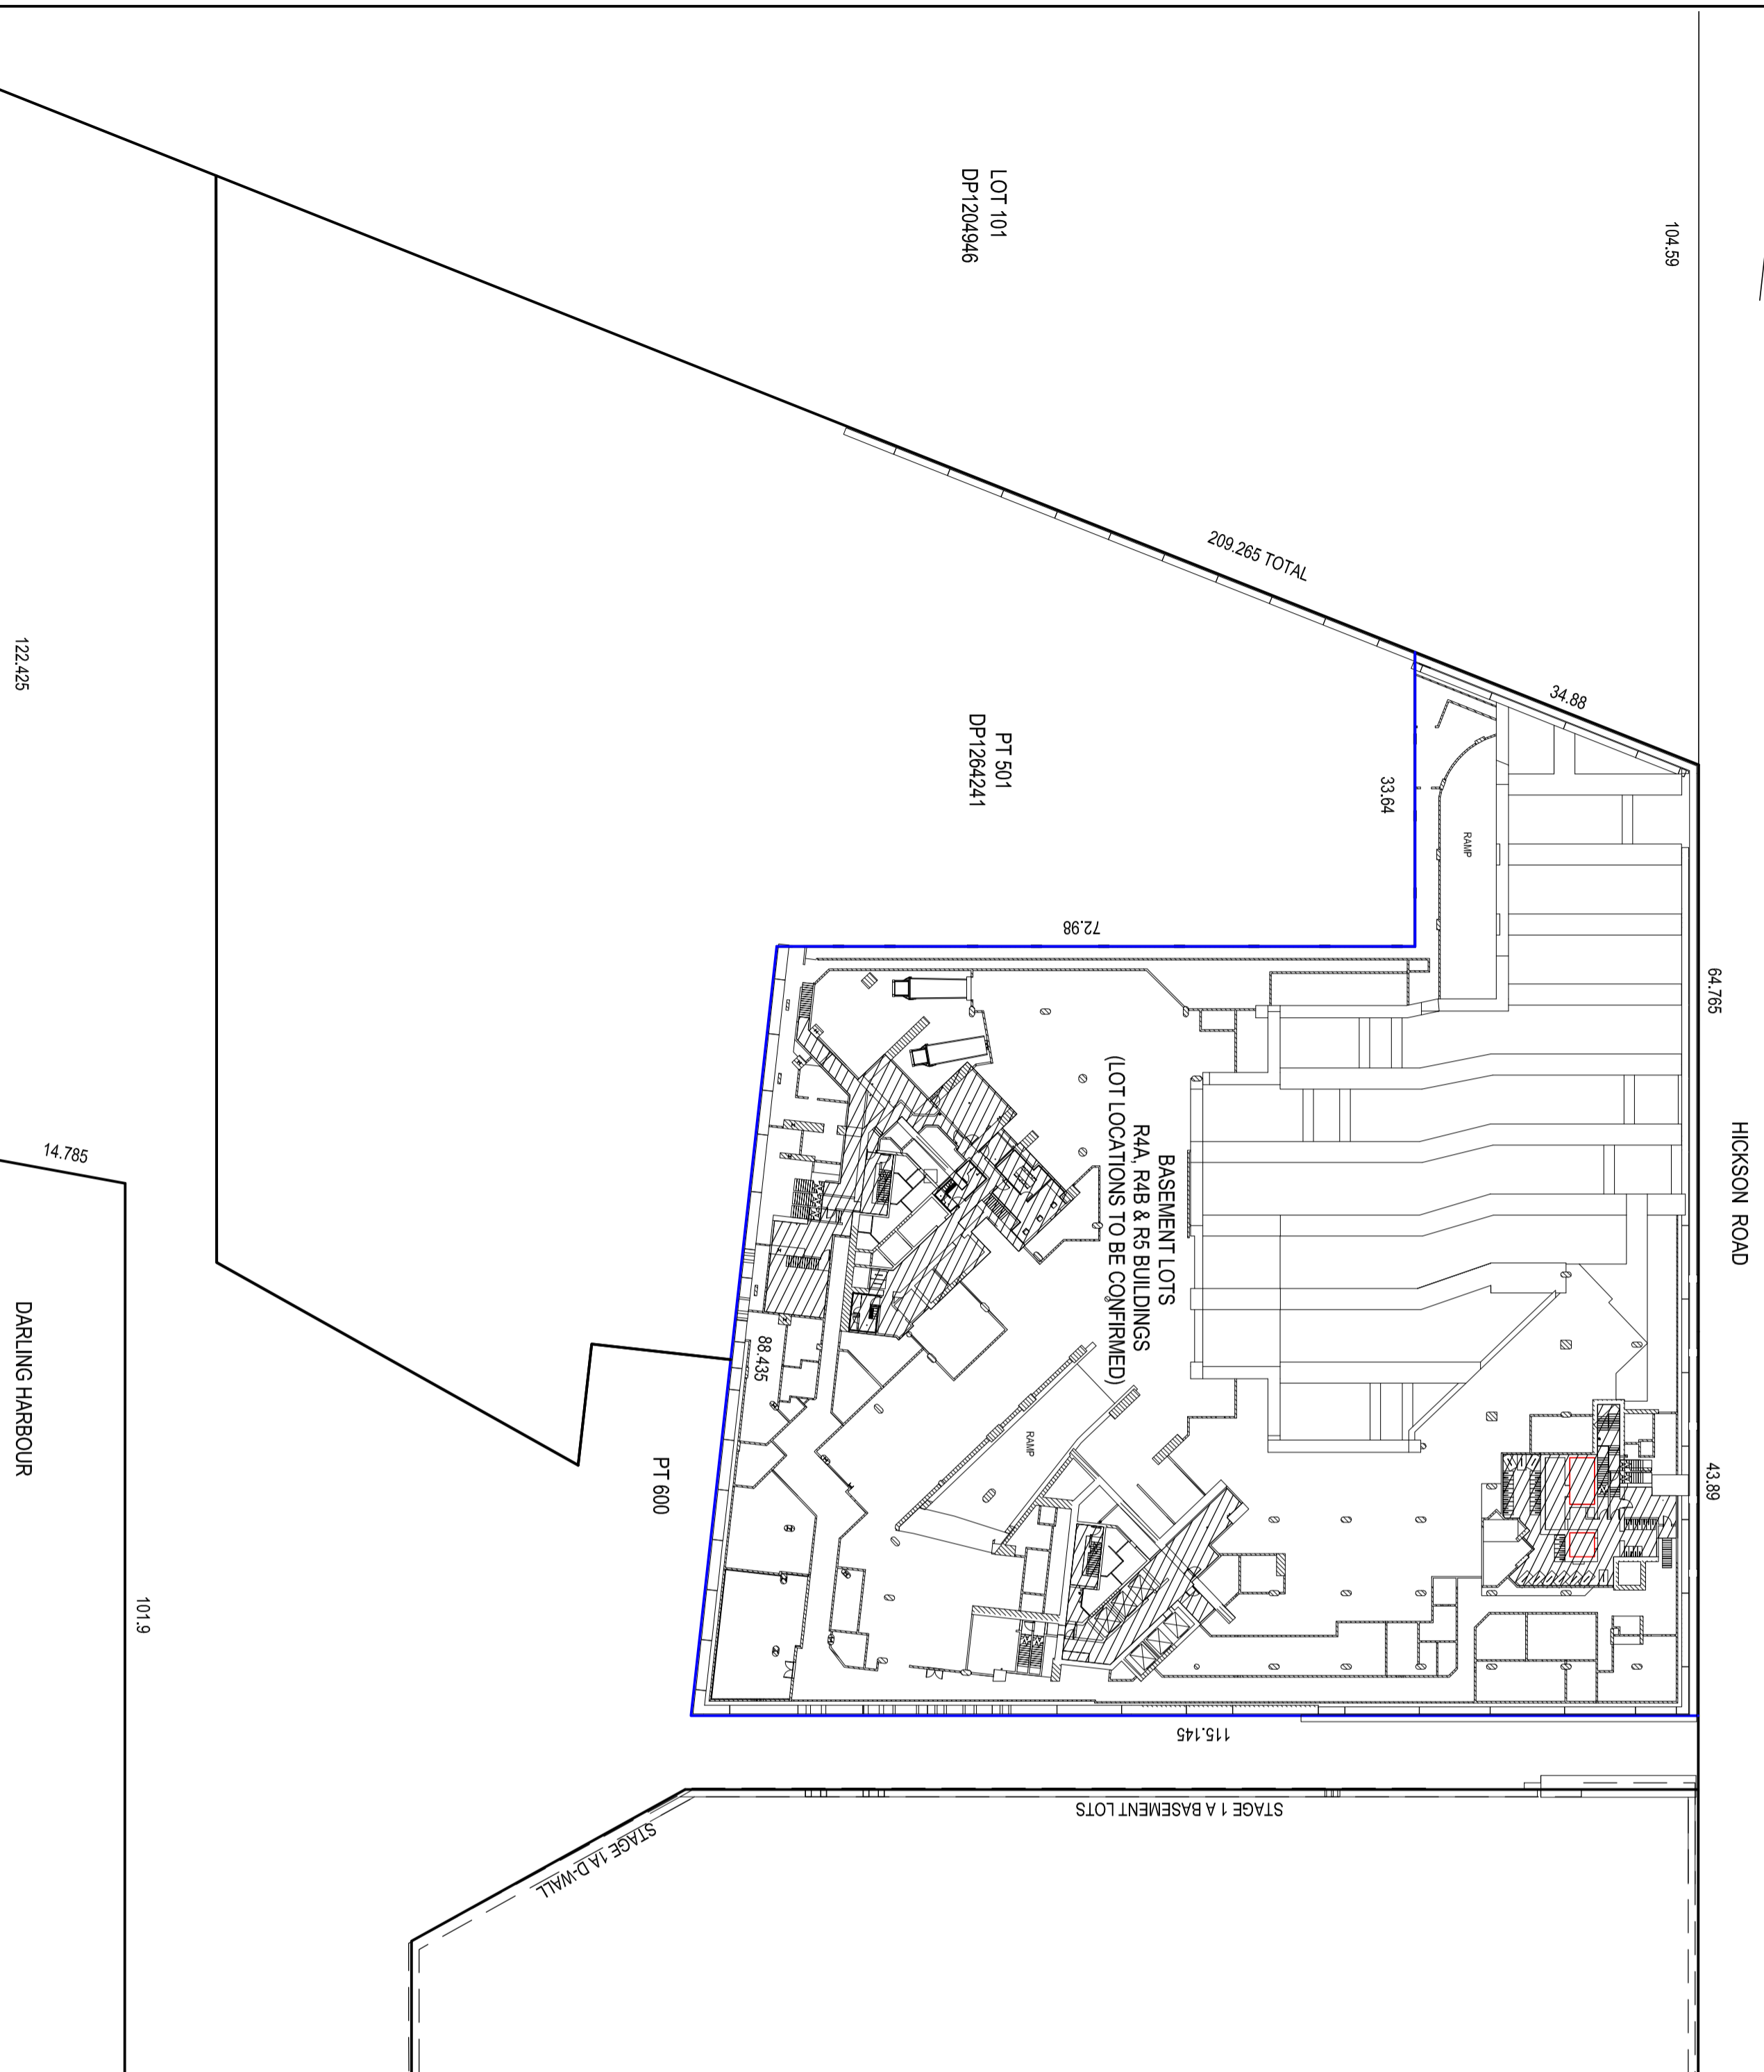 LOT 101
DP1204946
104.59
209.265 TOTAL
34.88
122.425
PT 501
DP1264241
33.64
RAMP
72.98
64.765
HICKSON ROAD
BASEMENT LOTS
R4A, R4B & R5 BUILDINGS
(LOT LOCATIONS TO BE CONFIRMED)
14.785
DARLING HARBOUR
88.435
RAMP
PT 600
43.89
101.9
115.145
STAGE 1 A BASEMENT LOTS
STAGE 1A D-WALL